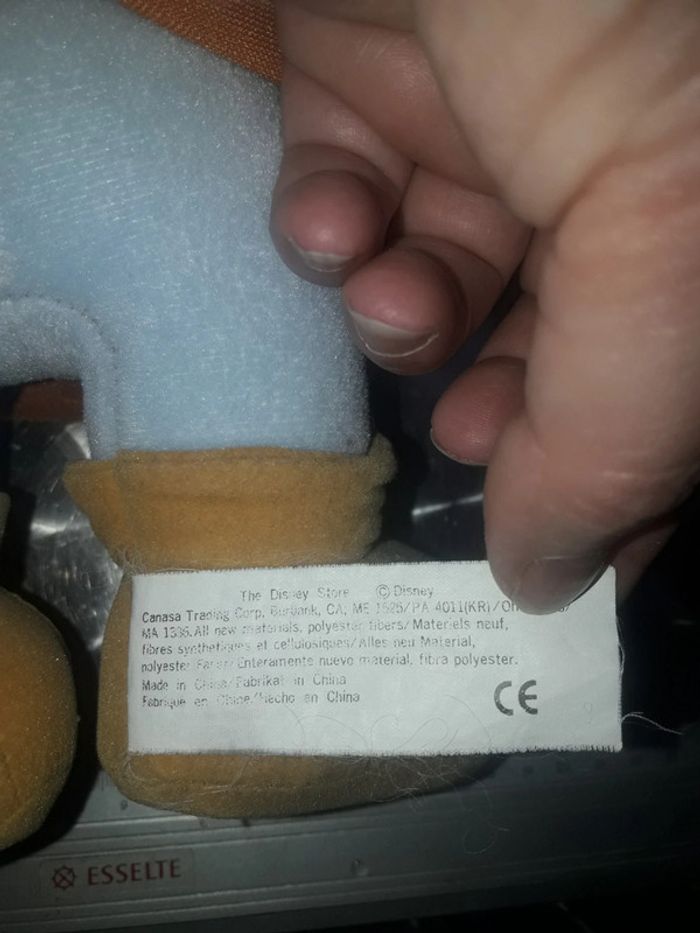 The Disney Store © Disney
Canasa Trading Corp. Burbank, CA; ME 1525/PA 4011(KR)/OH
MA 1336. All new materials, polyester fibers/Materiels neuf,
fibres synthetiques et cellulosiques/Alles neu Material,
polyester Enteramente nuevo material, fibra polyester.
Made in China/Fabrikat in China
Fabrique en Chine/Hecho en China
CE
ESSELTE